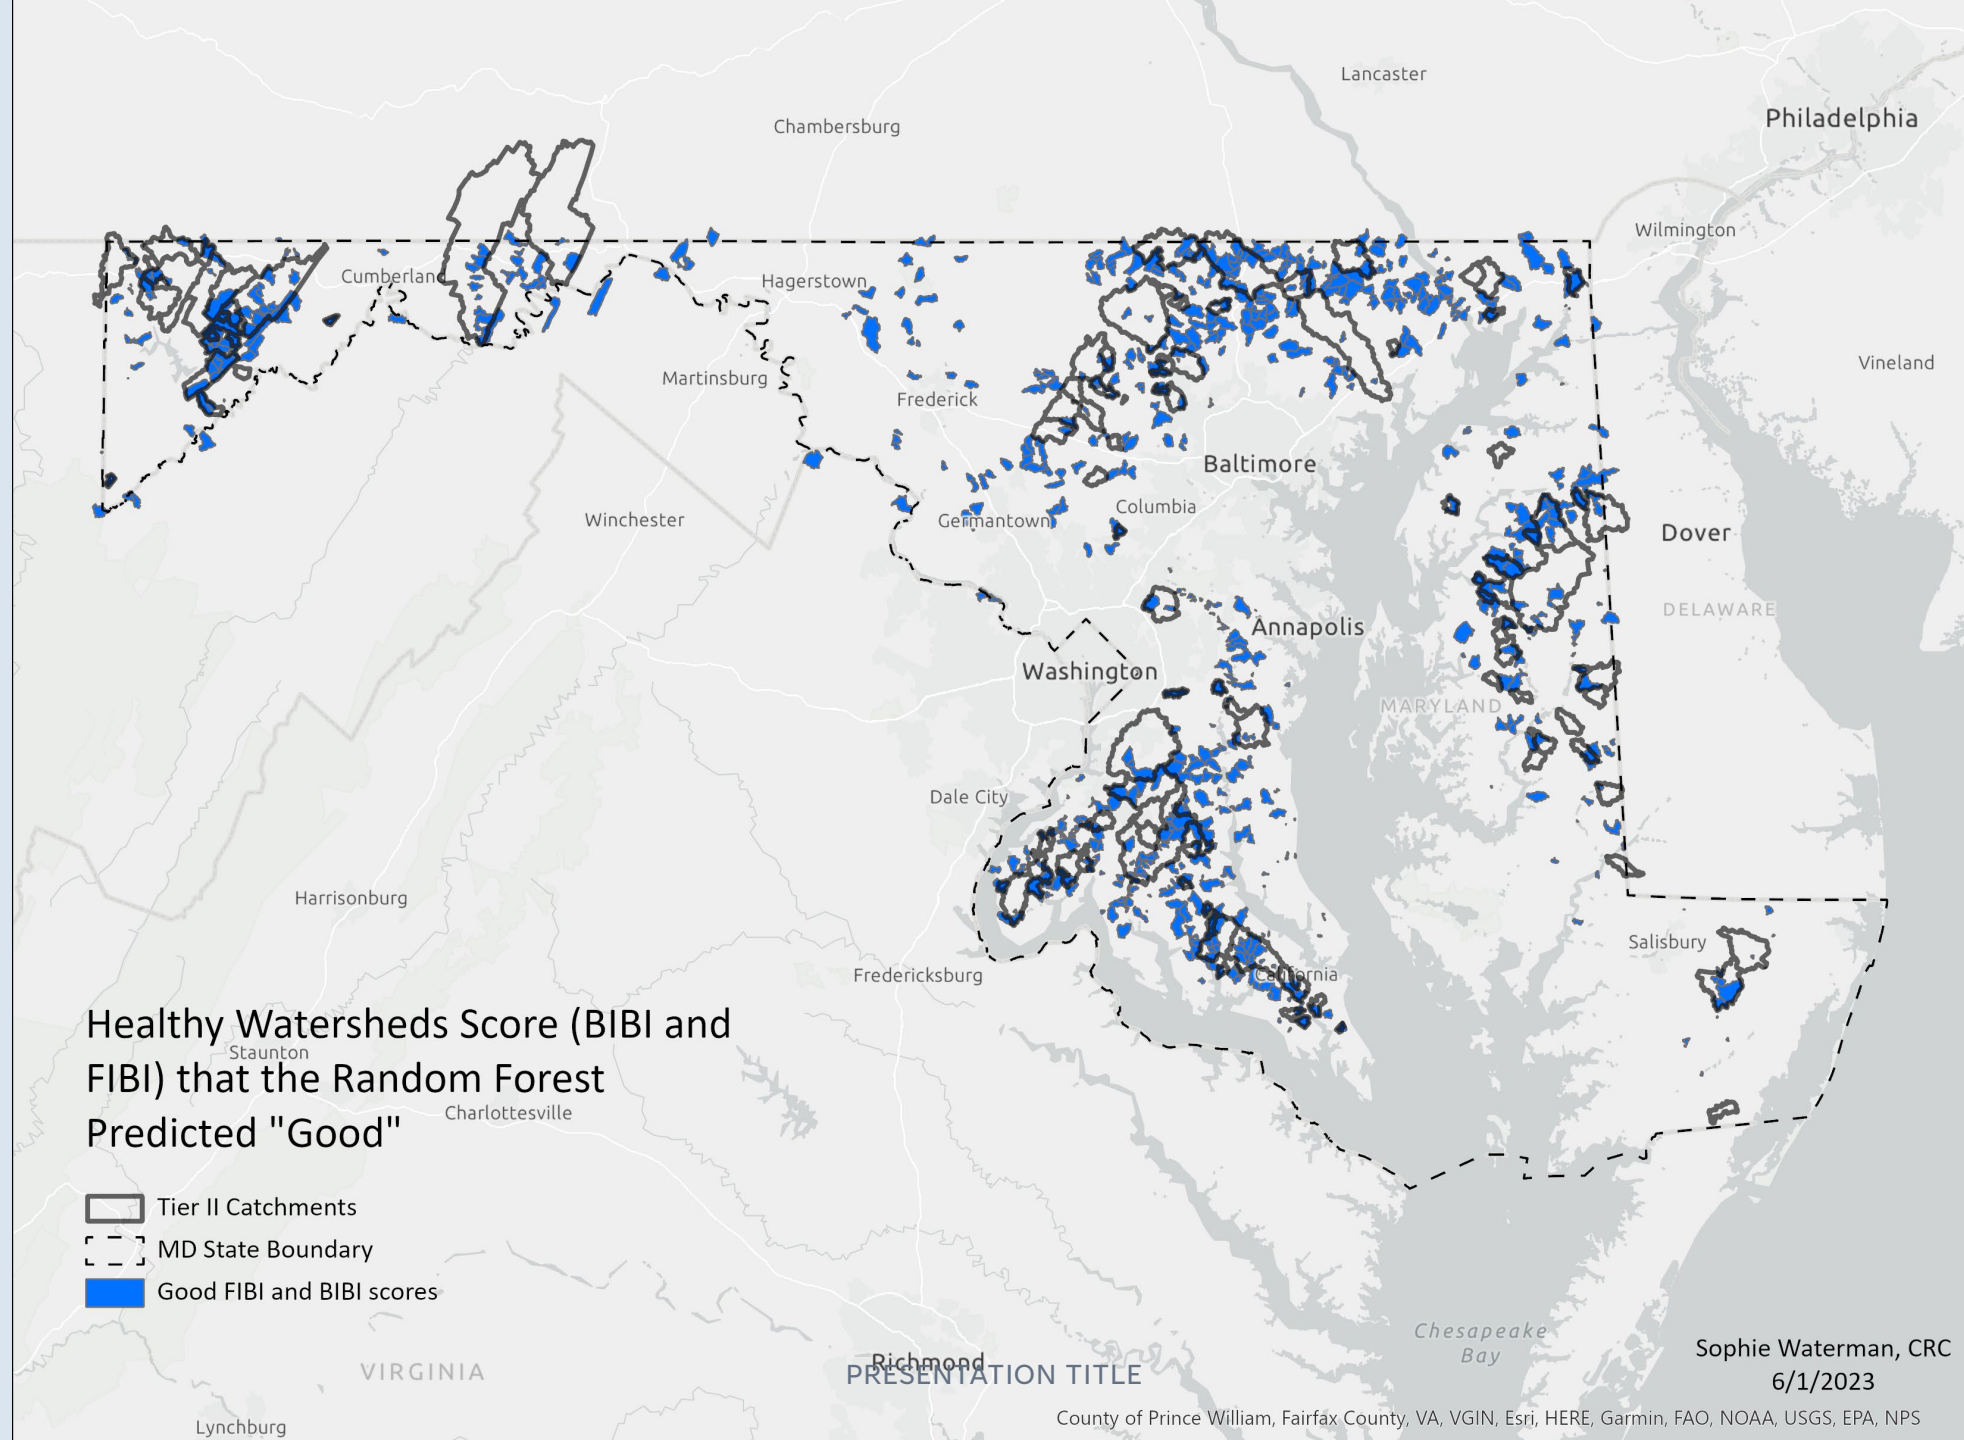 Lancaster
Philadelphia
Chambersburg
Wilmington
Cumberland
Hagerstown
Vineland
Martinsburg
Frederick
Baltimore
Columbia
Winchester
Germantown
Dover
DELAWARE
Annapolis
Washington
MARYLAND
Dale City
Harrisonburg
Salisbury
Fredericksburg
California
Healthy Watersheds Score (BIBI and
Staunton
FIBI) that the Random Forest
Charlottesville
Predicted "Good"
Tier II Catchments
MD State Boundary
Good FIBI and BIBI scores
Chesapeake
Bay
Sophie Waterman, CRC
Richmond
VIRGINIA
PRESENTATION TITLE
6/1/2023
County of Prince William, Fairfax County, VA, VGIN, Esri, HERE, Garmin, FAO, NOAA, USGS, EPA, NPS
Lynchburg